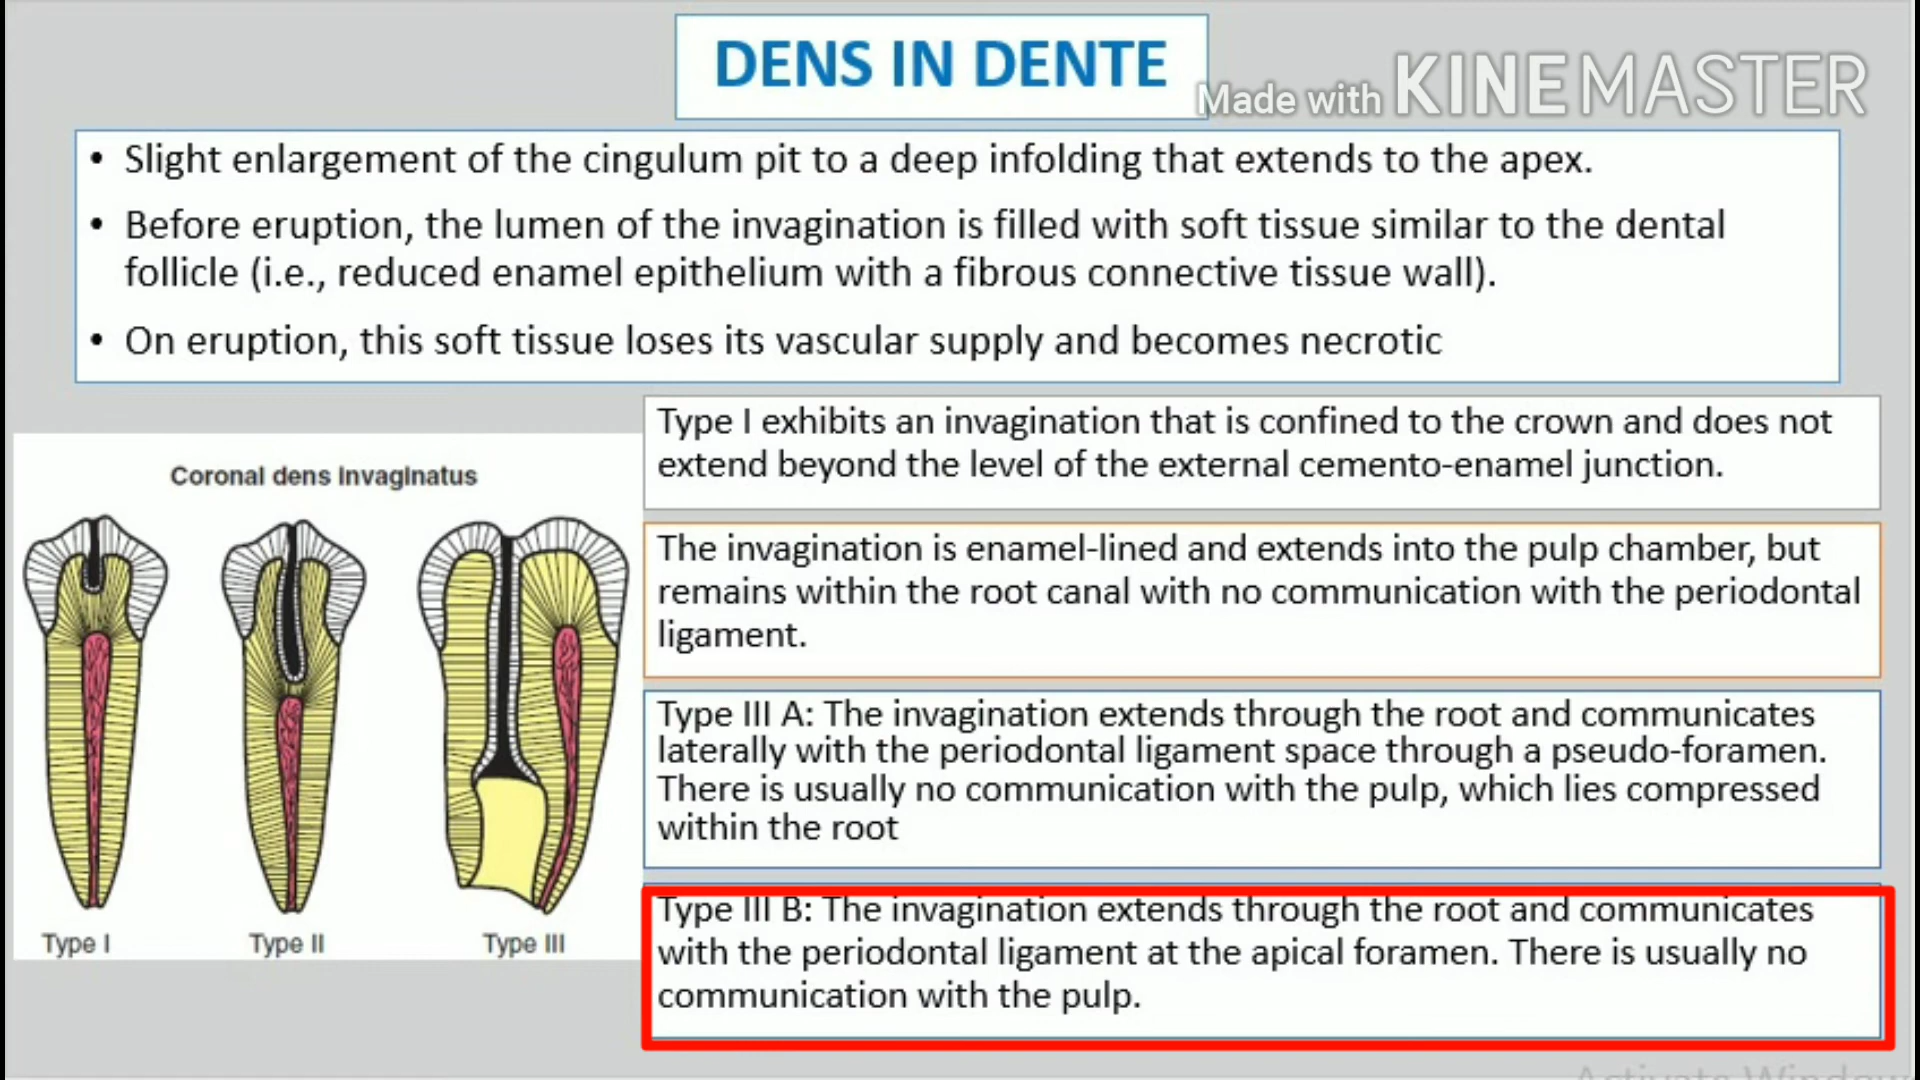 DENS IN DENTE
Made with KINEMASTER
• Slight enlargement of the cingulum pit to a deep infolding that extends to the apex.
• Before eruption, the lumen of the invagination is filled with soft tissue similar to the dental
follicle (i.e., reduced enamel epithelium with a fibrous connective tissue wall).
• On eruption, this soft tissue loses its vascular supply and becomes necrotic
Coronal dens invaginatus
Type I
Type II
Type III
Type I exhibits an invagination that is confined to the crown and does not
extend beyond the level of the external cemento-enamel junction.
The invagination is enamel-lined and extends into the pulp chamber, but
remains within the root canal with no communication with the periodontal
ligament.
Type III A: The invagination extends through the root and communicates
laterally with the periodontal ligament space through a pseudo-foramen.
There is usually no communication with the pulp, which lies compressed
within the root
Type III B: The invagination extends through the root and communicates
with the periodontal ligament at the apical foramen. There is usually no
communication with the pulp.